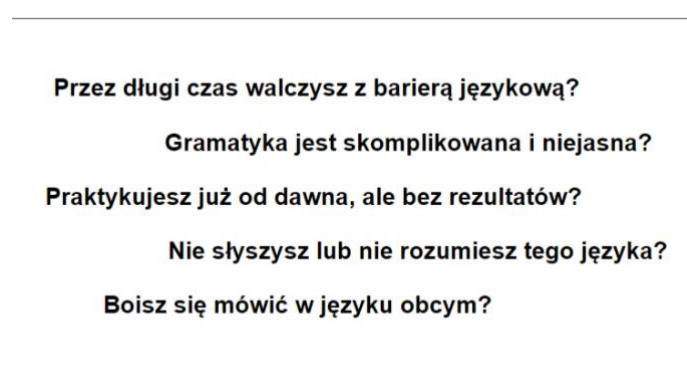 Przez długi czas walczysz z barierą językową?
Gramatyka jest skomplikowana i niejasna?
Praktykujesz już od dawna, ale bez rezultatów?
Nie słyszysz lub nie rozumiesz tego języka?
Boisz się mówić w języku obcym?